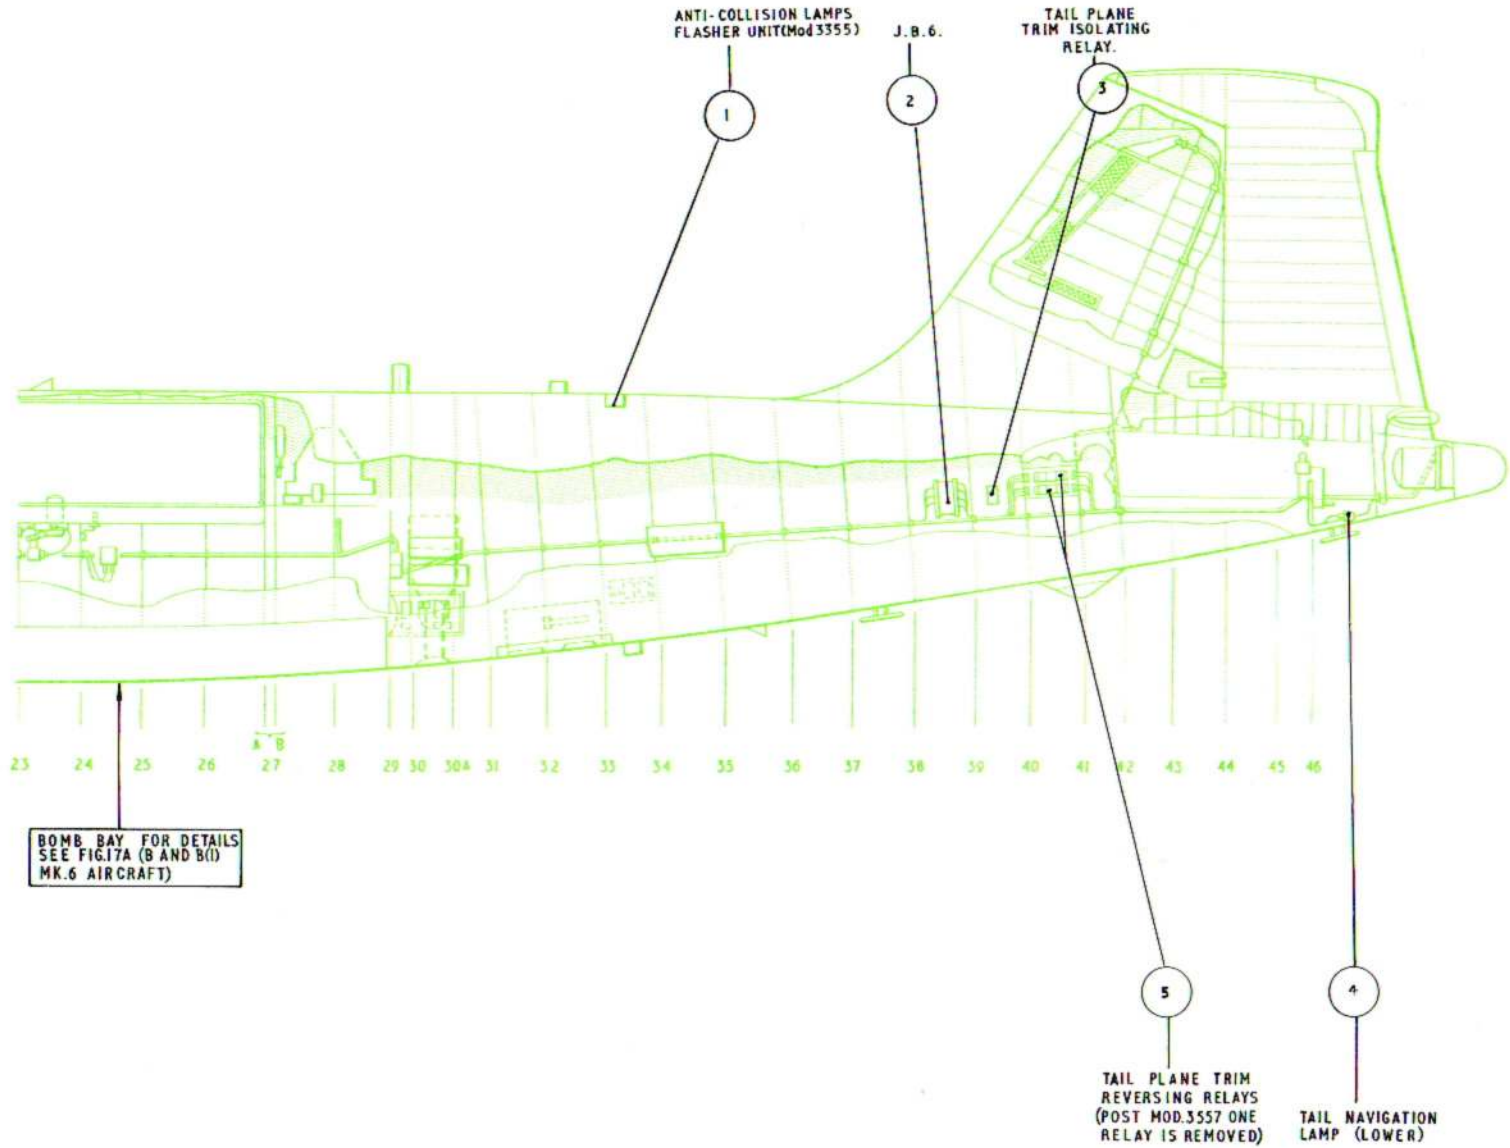 ANTI-COLLISION LAMPS
FLASHER UNIT(Mod 3355)
J.B.6.
TAIL PLANE
TRIM ISOLATING
RELAY.
1
2
3
A B
23 24 25 26 27 28 29 30 30A 31 32 33 34 35 36 37 38 39 40 41 42 43 44 45 46
BOMB BAY FOR DETAILS
SEE FIG.17A (B AND B(I)
MK.6 AIRCRAFT)
5
4
TAIL PLANE TRIM
REVERSING RELAYS
(POST MOD.3557 ONE
RELAY IS REMOVED)
TAIL NAVIGATION
LAMP (LOWER)